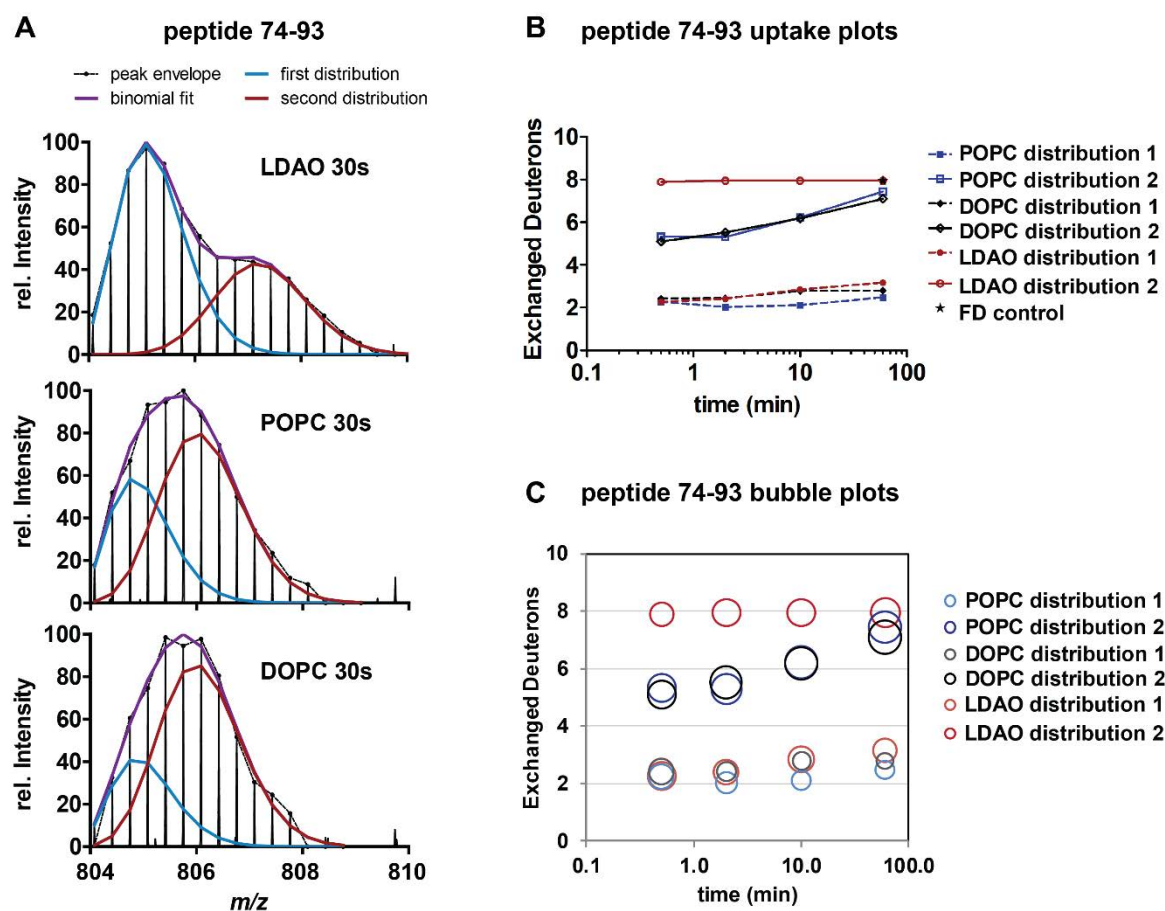 A peptide 74-93
peak envelope first distribution
binomial fit second distribution
LDAO 30s
rel. Intensity
100
80
60
40
20
0
POPC 30s
rel. Intensity
100
80
60
40
20
0
DOPC 30s
rel. Intensity
100
80
60
40
20
0
804 806 808 810
m/z
B peptide 74-93 uptake plots
Exchanged Deuterons
10
8
6
4
2
0
0.1 1 10 100
time (min)
POPC distribution 1
POPC distribution 2
DOPC distribution 1
DOPC distribution 2
LDAO distribution 1
LDAO distribution 2
FD control
C peptide 74-93 bubble plots
Exchanged Deuterons
10
8
6
4
2
0
0.1 1.0 10.0 100.0
time (min)
POPC distribution 1
POPC distribution 2
DOPC distribution 1
DOPC distribution 2
LDAO distribution 1
LDAO distribution 2